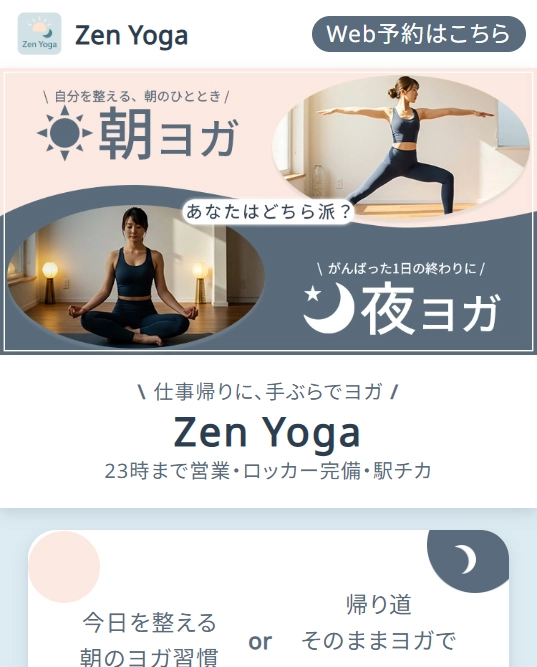 Zen Yoga
Zen Yoga
Web予約はこちら
\ 自分を整える、朝のひととき /
朝ヨガ
あなたはどちら派？
\ がんばった1日の終わりに /
夜ヨガ
\ 仕事帰りに、手ぶらでヨガ /
Zen Yoga
23時まで営業・ロッカー完備・駅チカ
今日を整える
朝のヨガ習慣
or
帰り道
そのままヨガで